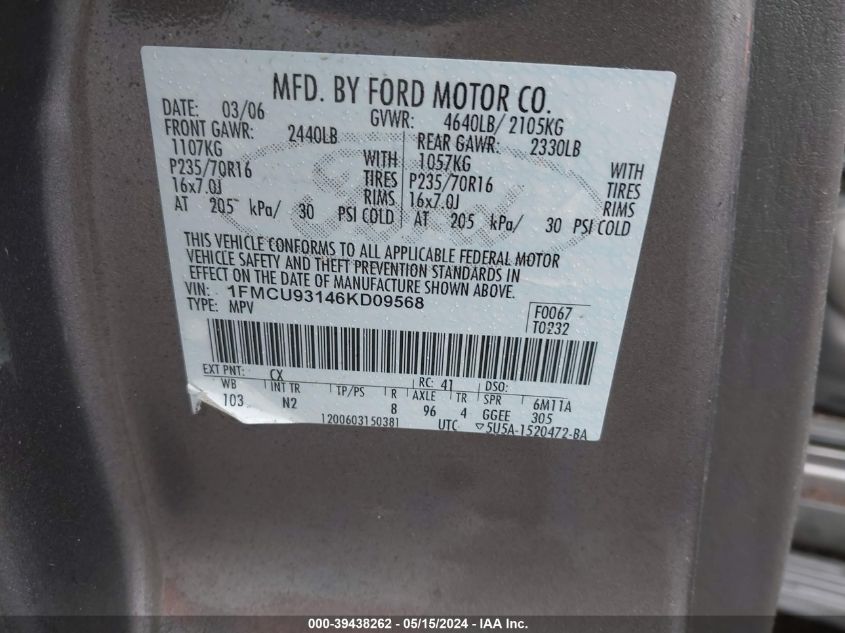 MFD. BY FORD MOTOR CO.
DATE: 03/06 GVWR: 4640LB/ 2105KG
FRONT GAWR: 2440LB REAR GAWR: 2330LB
1107KG WITH 1057KG WITH
P235/70R16 TIRES P235/70R16 TIRES
16x7.0J RIMS 16x7.0J RIMS
AT 205 kPa/ 30 PSI COLD AT 205 kPa/ 30 PSI COLD
THIS VEHICLE CONFORMS TO ALL APPLICABLE FEDERAL MOTOR
VEHICLE SAFETY AND THEFT PREVENTION STANDARDS IN
EFFECT ON THE DATE OF MANUFACTURE SHOWN ABOVE.
VIN: 1FMCU93146KD09568 F0067
TYPE: MPV T0232
EXT PNT: CX RC: 41 DSO:
WB INT TR TP/PS R AXLE TR SPR 6M11A
103 N2 8 96 4 GGEE 305
1200603150381 UTC ▽5U5A-1520472-BA
000-39438262 - 05/15/2024 - IAAI Inc.